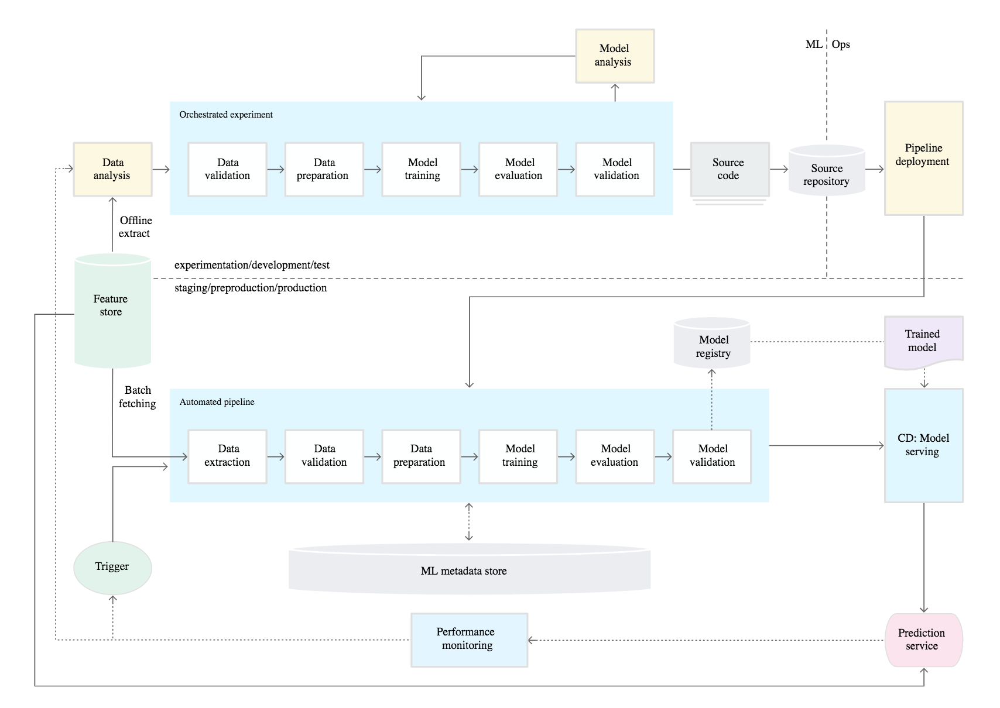 Model
analysis
ML
Ops
Orchestrated experiment
Data
analysis
Data
validation
Data
preparation
Model
training
Model
evaluation
Model
validation
Source
code
Source
repository
Pipeline
deployment
Offline
extract
experimentation/development/test
staging/preproduction/production
Feature
store
Model
registry
Trained
model
Batch
fetching
Automated pipeline
Data
extraction
Data
validation
Data
preparation
Model
training
Model
evaluation
Model
validation
CD: Model
serving
Trigger
ML metadata store
Performance
monitoring
Prediction
service